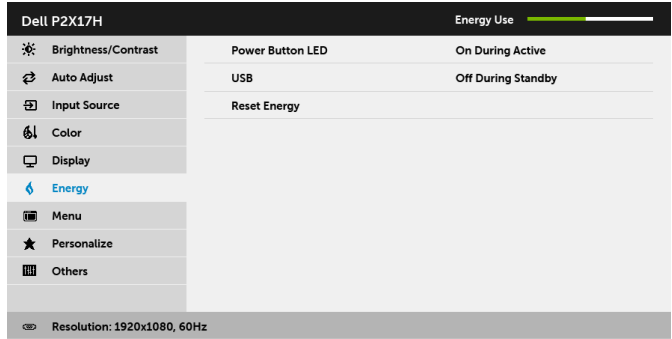 Dell P2X17H
Energy Use
Brightness/Contrast
Power Button LED
On During Active
Auto Adjust
USB
Off During Standby
Input Source
Reset Energy
Color
Display
Energy
Menu
Personalize
Others
Resolution: 1920x1080, 60Hz